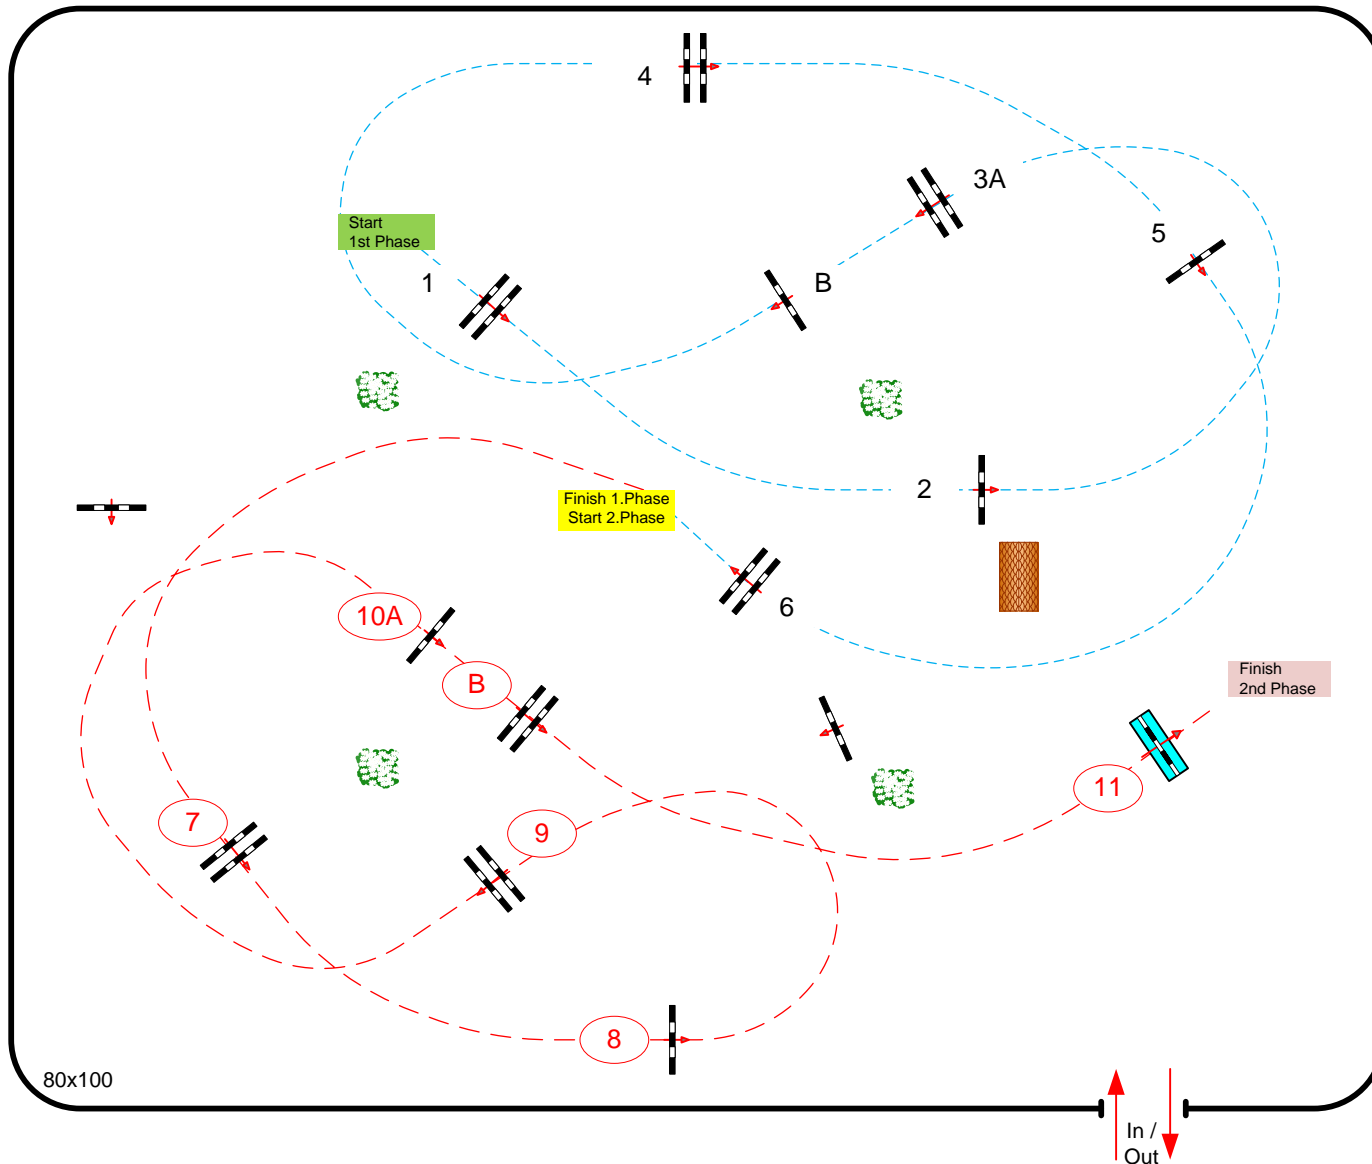 4
3A
Start
1st Phase
5
1
B
2
Finish 1.Phase
Start 2.Phase
10A
6
B
Finish
2nd Phase
11
7
9
8
80x100
In /
Out